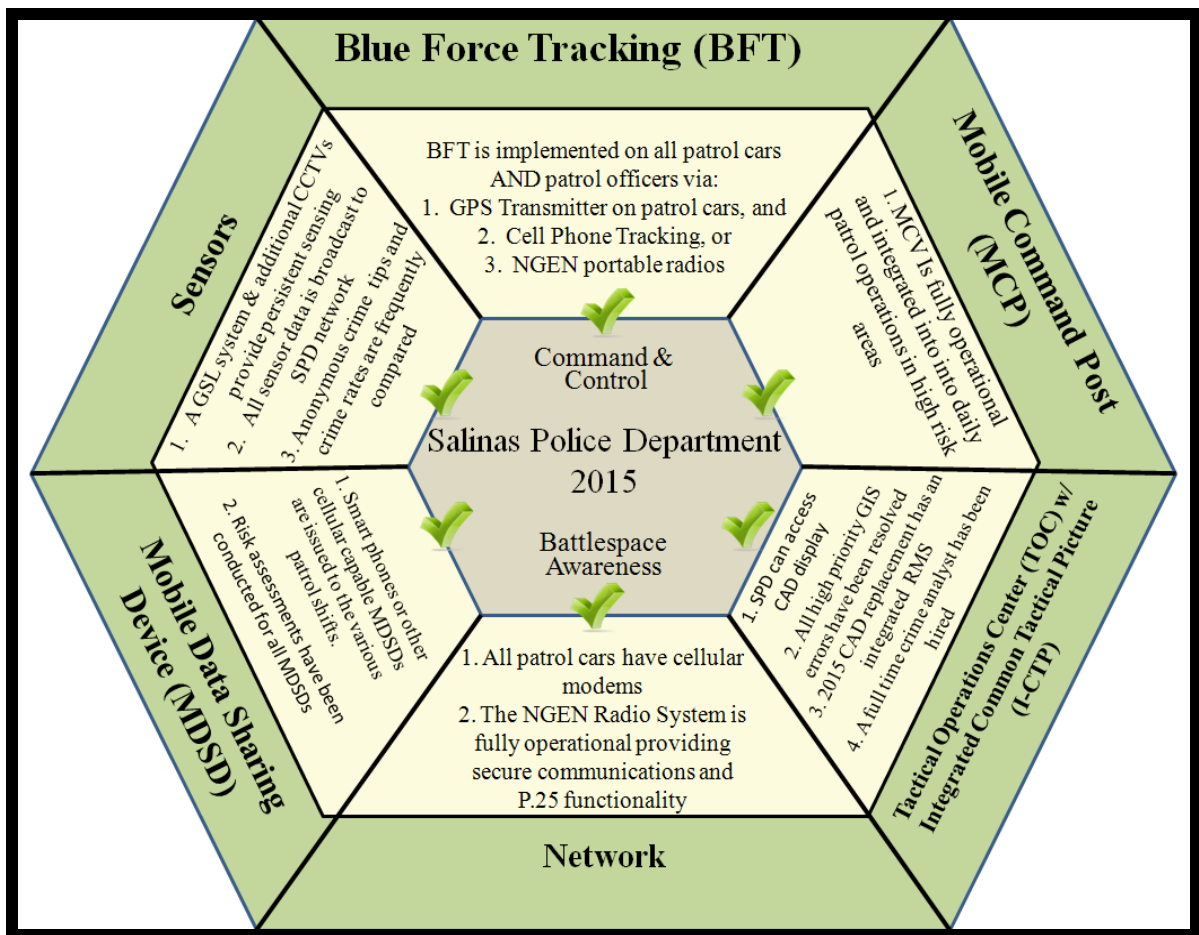 Blue Force Tracking (BFT)
BFT is implemented on all patrol cars
AND patrol officers via:
1. GPS Transmitter on patrol cars, and
2. Cell Phone Tracking, or
3. NGEN portable radios
Mobile Command Post
(MCP)
1. MCV Is fully operational
and integrated into into daily
patrol operations in high risk
areas
Tactical Operations Center (TOC) w/
Integrated Common Tactical Picture
(I-CTP)
1. SPD can access
CAD display
2. All high priority GIS
errors have been resolved
3. 2015 CAD replacement has an
integrated RMS
4. A full time crime analyst has been
hired
Network
1. All patrol cars have cellular
modems
2. The NGEN Radio System is
fully operational providing
secure communications and
P.25 functionality
Mobile Data Sharing
Device (MDSD)
1. Smart phones or other
cellular capable MDSDs
are issued to the various
patrol shifts.
2. Risk assessments have been
conducted for all MDSDs
Sensors
1. A GSL system & additional CCTVs
provide persistent sensing
2. All sensor data is broadcast to
SPD network
3. Anonymous crime tips and
crime rates are frequently
compared
Command &
Control
Salinas Police Department
2015
Battlespace
Awareness